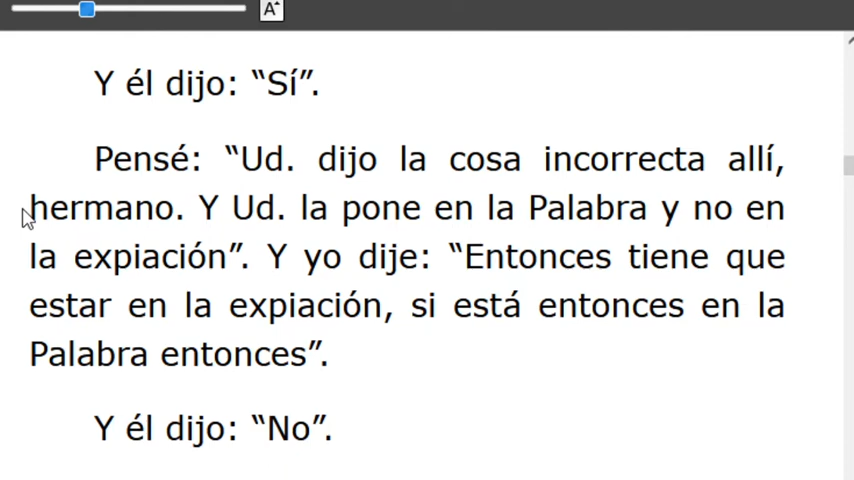 A
Y él dijo: “Sí”.
Pensé: “Ud. dijo la cosa incorrecta allí,
hermano. Y Ud. la pone en la Palabra y no en
la expiación”. Y yo dije: “Entonces tiene que
estar en la expiación, si está entonces en la
Palabra entonces”.
Y él dijo: “No”.